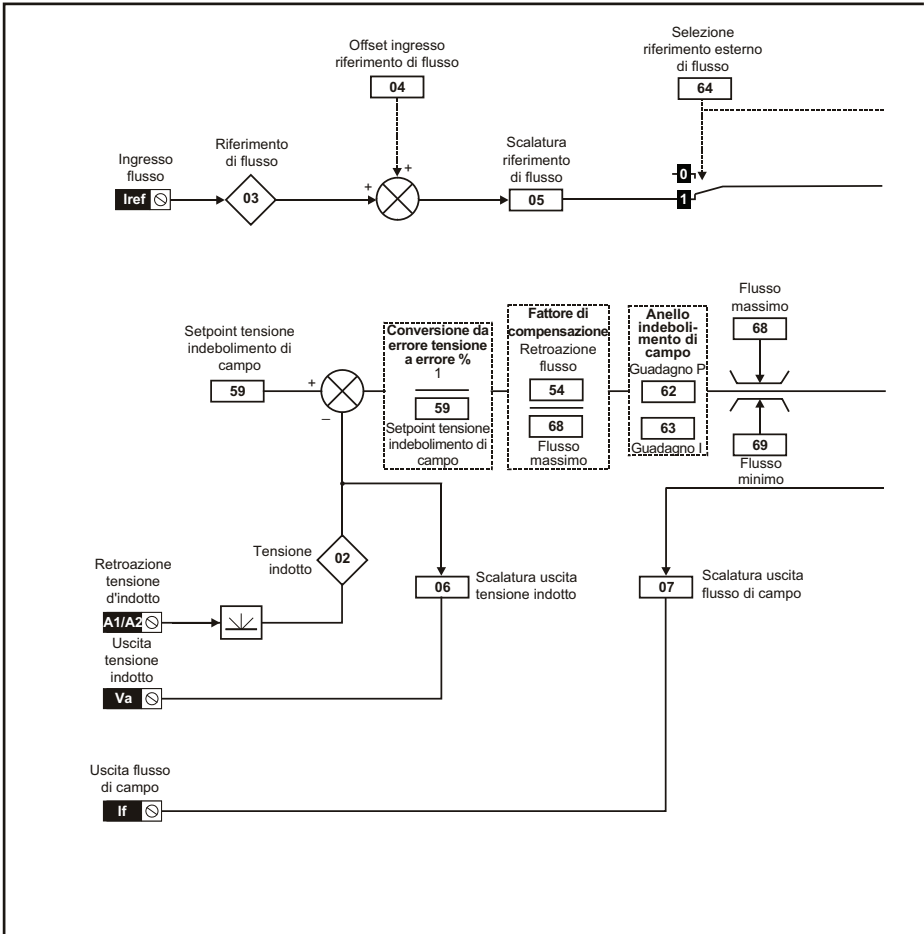 Offset ingresso
riferimento di flusso
04
Selezione
riferimento esterno
di flusso
64
Ingresso
flusso
Iref
Riferimento
di flusso
03
+
+
Scalatura
riferimento
di flusso
05
0
1
Setpoint tensione
indebolimento di
campo
59
+
–
Conversione da
errore tensione
a errore %
1
59
Setpoint tensione
indebolimento di
campo
Fattore di
compensazione
Retroazione
flusso
54
68
Flusso
massimo
Anello
indeboli-
mento di
campo
Guadagno P
62
63
Guadagno I
Flusso
massimo
68
69
Flusso
minimo
Tensione
indotto
02
Retroazione
tensione
d'indotto
A1/A2
06
Scalatura uscita
tensione indotto
07
Scalatura uscita
flusso di campo
Uscita
tensione
indotto
Va
Uscita flusso
di campo
If